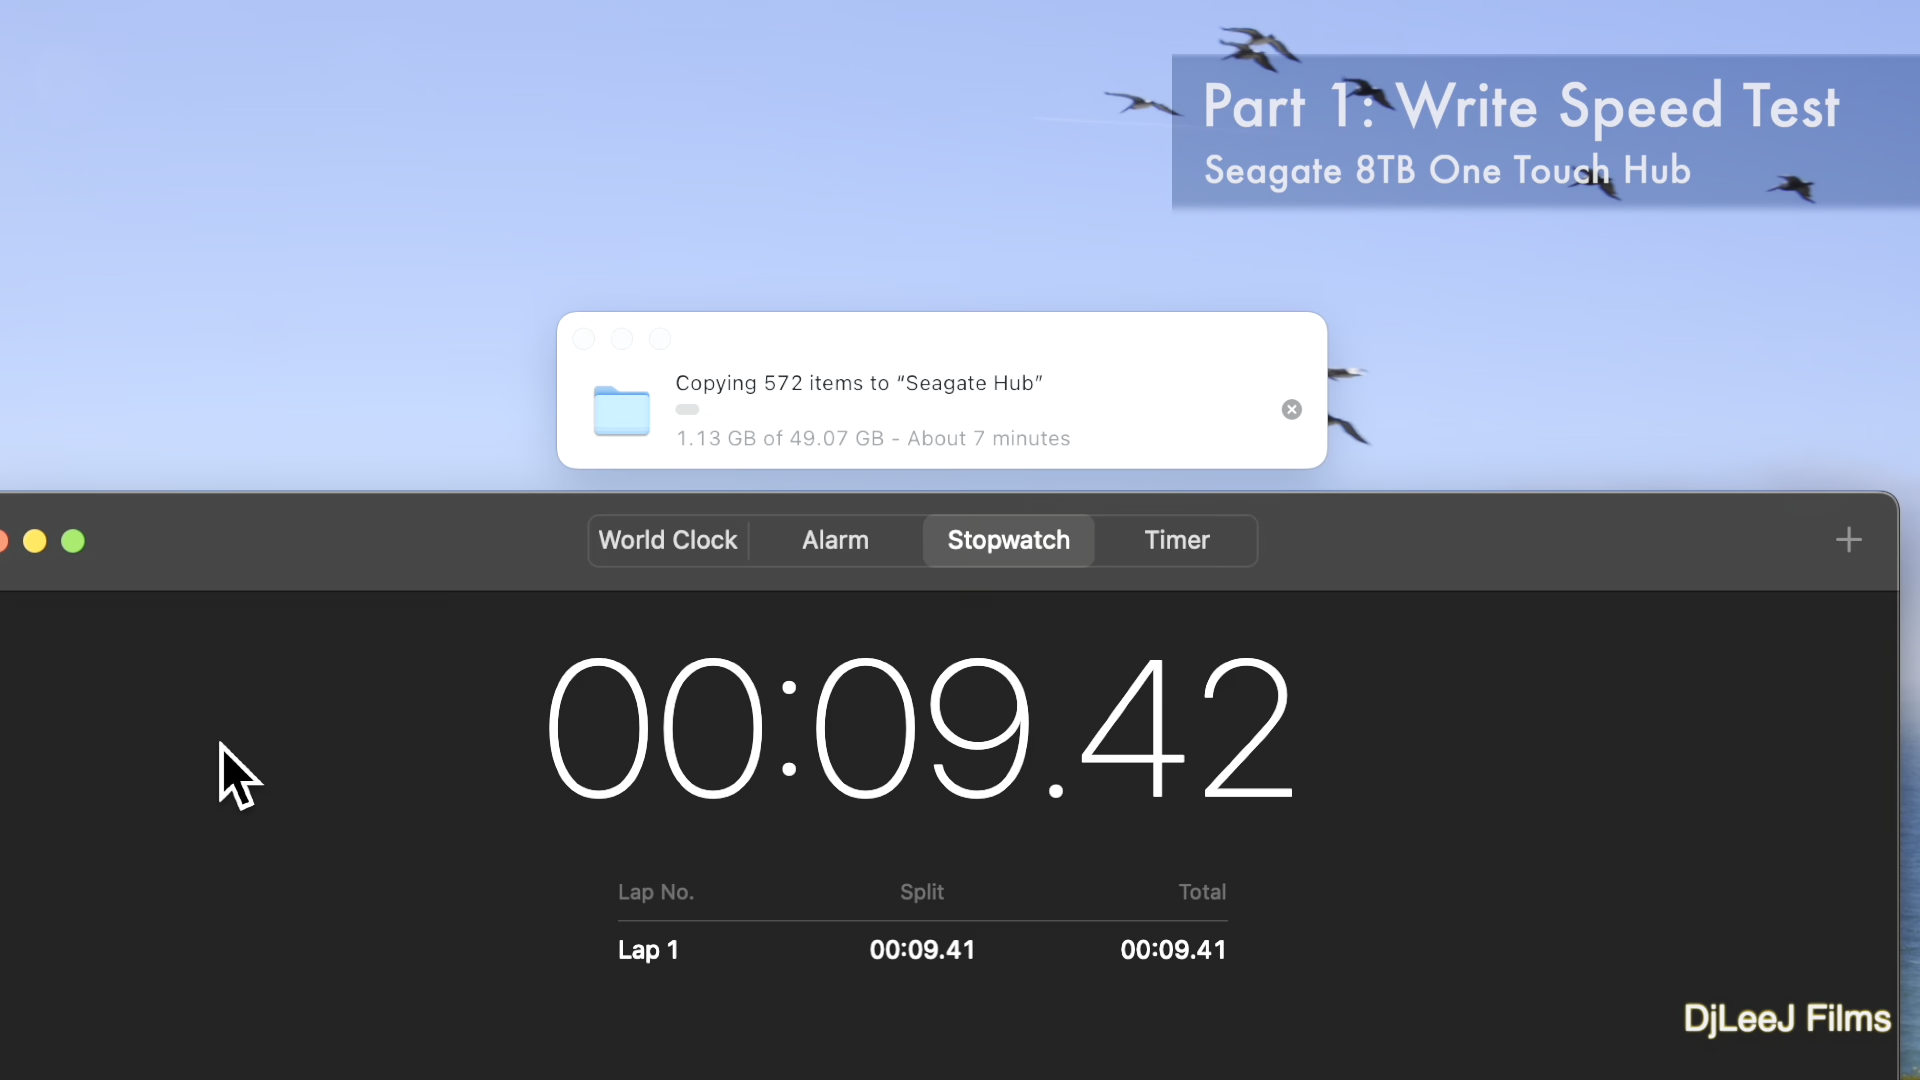 Part 1: Write Speed Test
Seagate 8TB One Touch Hub
Copying 572 items to “Seagate Hub”
1.13 GB of 49.07 GB - About 7 minutes
World Clock Alarm Stopwatch Timer
00:09.42
Lap No. Split Total
Lap 1 00:09.41 00:09.41
DjLeeJ Films